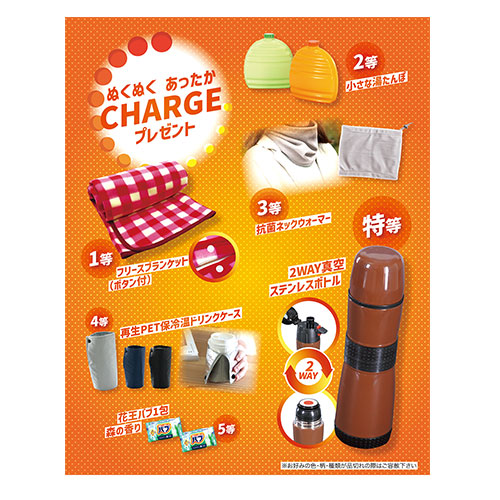 ぬくぬく あったか
CHARGE
プレゼント
2等
小さな湯たんぽ
3等
抗菌ネックウォーマー
特等
1等
フリースブランケット
(ボタン付)
2WAY真空
ステンレスボトル
4等
再生PET保冷温ドリンクケース
2
WAY
花王バブ1包
森の香り
バブ
バブ
5等
※お好みの色・柄・種類が品切れの際はご容赦下さい